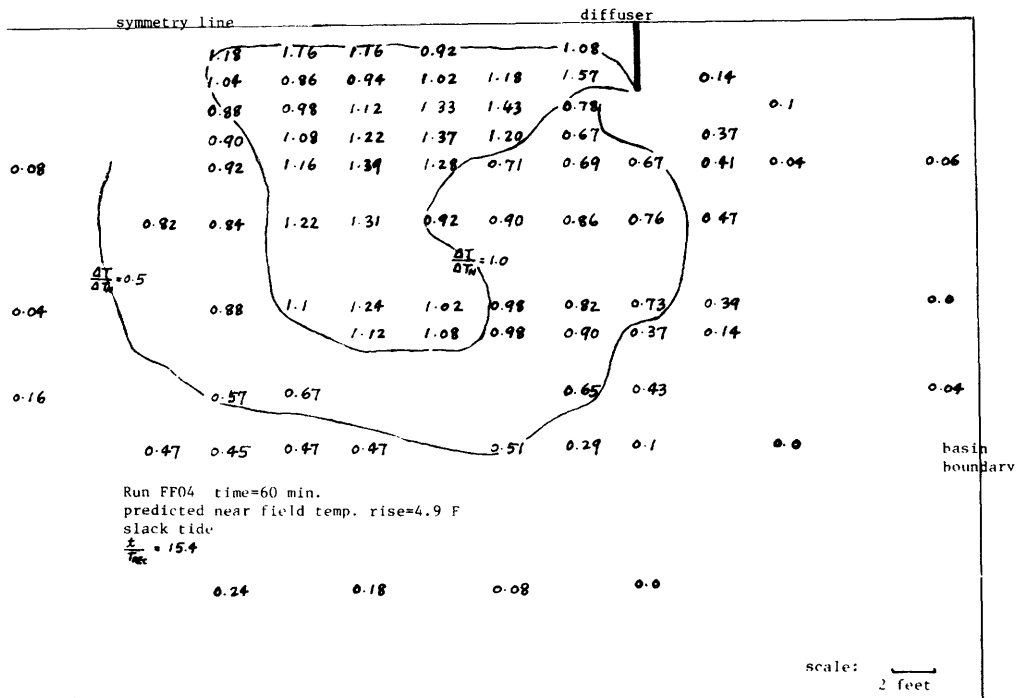 symmetry line diffuser
1.18 1.16 1.16 0.92 1.08
1.04 0.86 0.94 1.02 1.18 1.57 0.14
0.88 0.98 1.12 1.33 1.43 0.78 0.1
0.90 1.08 1.22 1.37 1.20 0.67 0.37
0.08 0.92 1.16 1.39 1.28 0.71 0.69 0.67 0.41 0.04 0.06
0.82 0.84 1.22 1.31 0.92 0.90 0.86 0.76 0.47
ΔT/ΔTN = 1.0
ΔT/ΔTN = 0.5
0.04 0.88 1.1 1.24 1.02 0.98 0.82 0.73 0.39 0.0
1.12 1.08 0.98 0.90 0.37 0.14
0.16 0.57 0.67 0.65 0.43 0.04
0.47 0.45 0.47 0.47 0.51 0.29 0.1 0.0
basin
boundary
Run FF04 time=60 min.
predicted near field temp. rise=4.9 F
slack tide
t/TREC = 15.4
0.24 0.18 0.08 0.0
scale:
2 feet